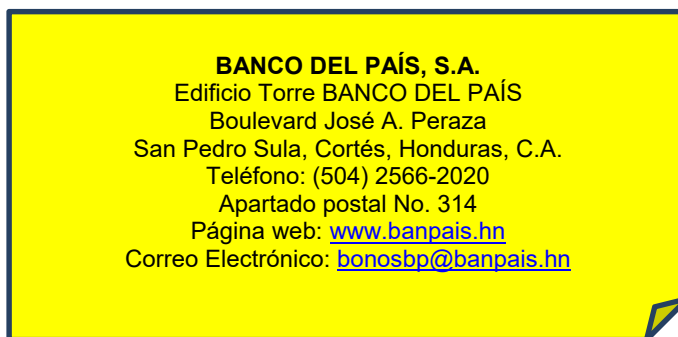 BANCO DEL PAÍS, S.A.
Edificio Torre BANCO DEL PAÍS
Boulevard José A. Peraza
San Pedro Sula, Cortés, Honduras, C.A.
Teléfono: (504) 2566-2020
Apartado postal No. 314
Página web: www.banpais.hn
Correo Electrónico: bonosbp@banpais.hn